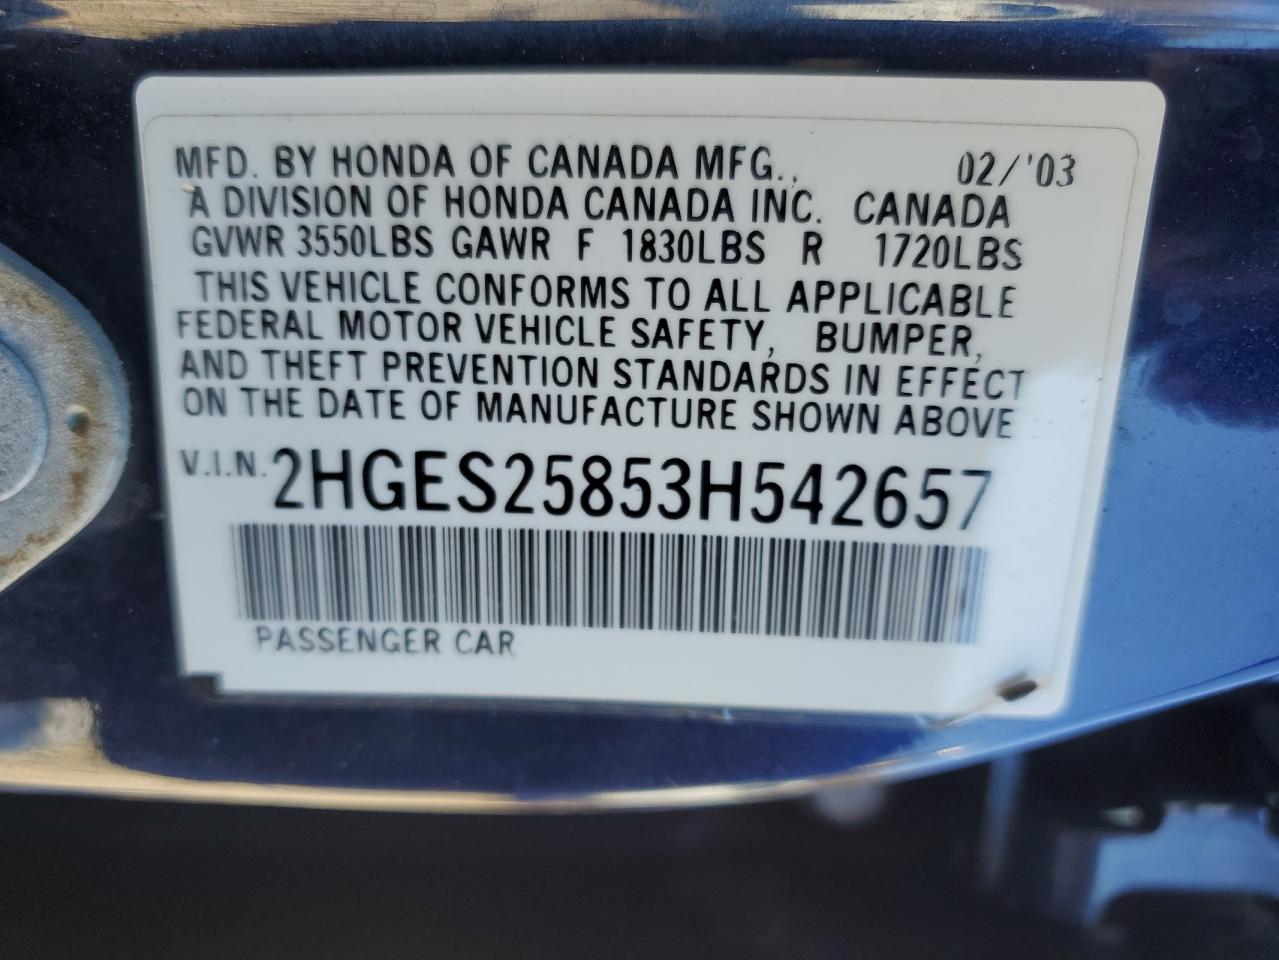 MFD. BY HONDA OF CANADA MFG., 02/'03
A DIVISION OF HONDA CANADA INC. CANADA
GVWR 3550LBS GAWR F 1830LBS R 1720LBS
THIS VEHICLE CONFORMS TO ALL APPLICABLE
FEDERAL MOTOR VEHICLE SAFETY, BUMPER,
AND THEFT PREVENTION STANDARDS IN EFFECT
ON THE DATE OF MANUFACTURE SHOWN ABOVE
V.I.N. 2HGES25853H542657
PASSENGER CAR